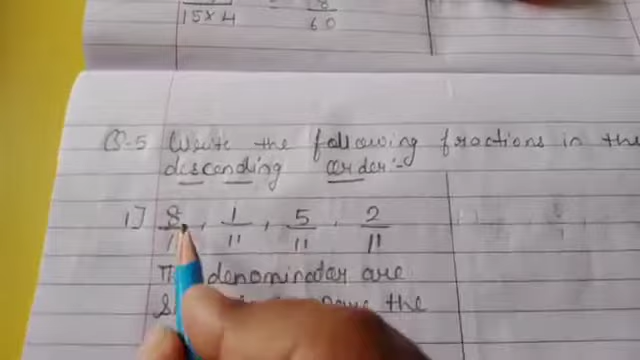 15×4 = 60
Q-5 Write the following fractions in the
descending order:-
1] 8/11, 1/11, 5/11, 2/11
denominator are
the